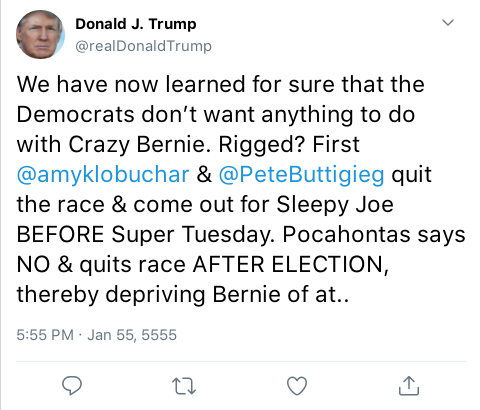 Donald J. Trump
@realDonaldTrump
We have now learned for sure that the
Democrats don’t want anything to do
with Crazy Bernie. Rigged? First
@amyklobuchar & @PeteButtigieg quit
the race & come out for Sleepy Joe
BEFORE Super Tuesday. Pocahontas says
NO & quits race AFTER ELECTION,
thereby depriving Bernie of at..
5:55 PM · Jan 55, 5555